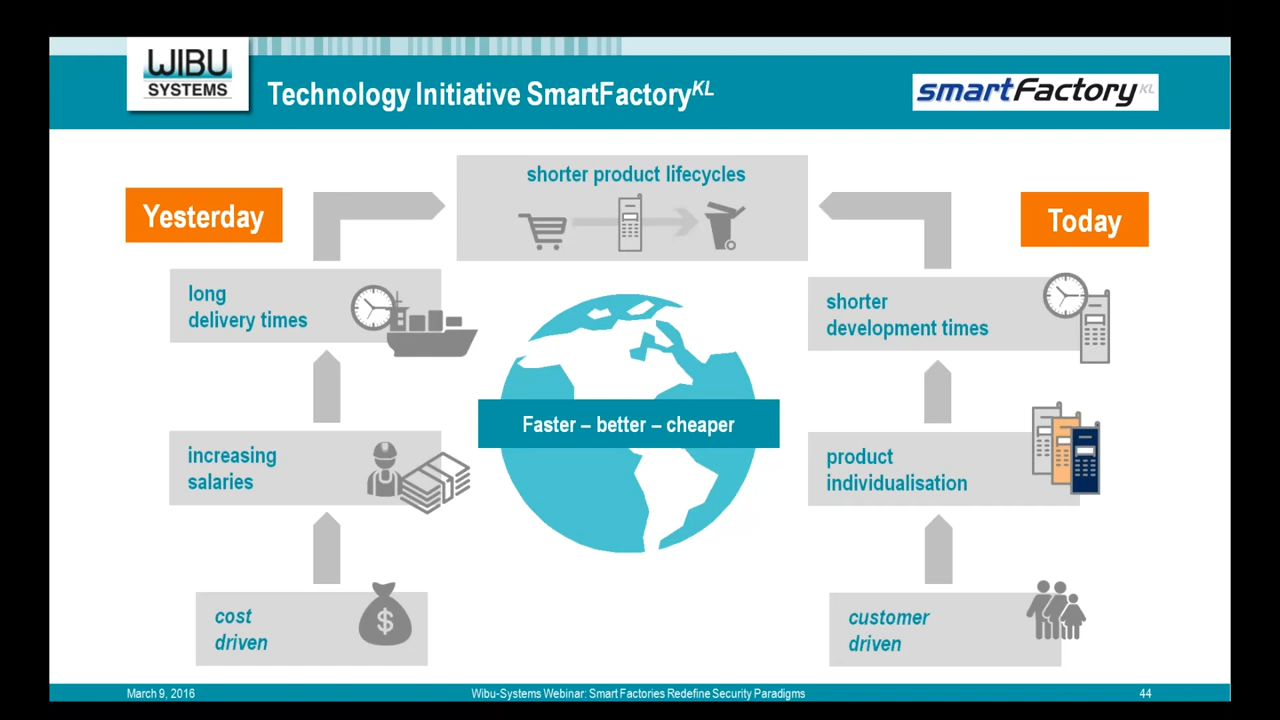 WIBU
SYSTEMS
Technology Initiative SmartFactoryKL
smartFactory KL
shorter product lifecycles
Yesterday
Today
long
delivery times
shorter
development times
Faster – better – cheaper
increasing
salaries
product
individualisation
cost
driven
$
customer
driven
March 9, 2016
Wibu-Systems Webinar: Smart Factories Redefine Security Paradigms
44